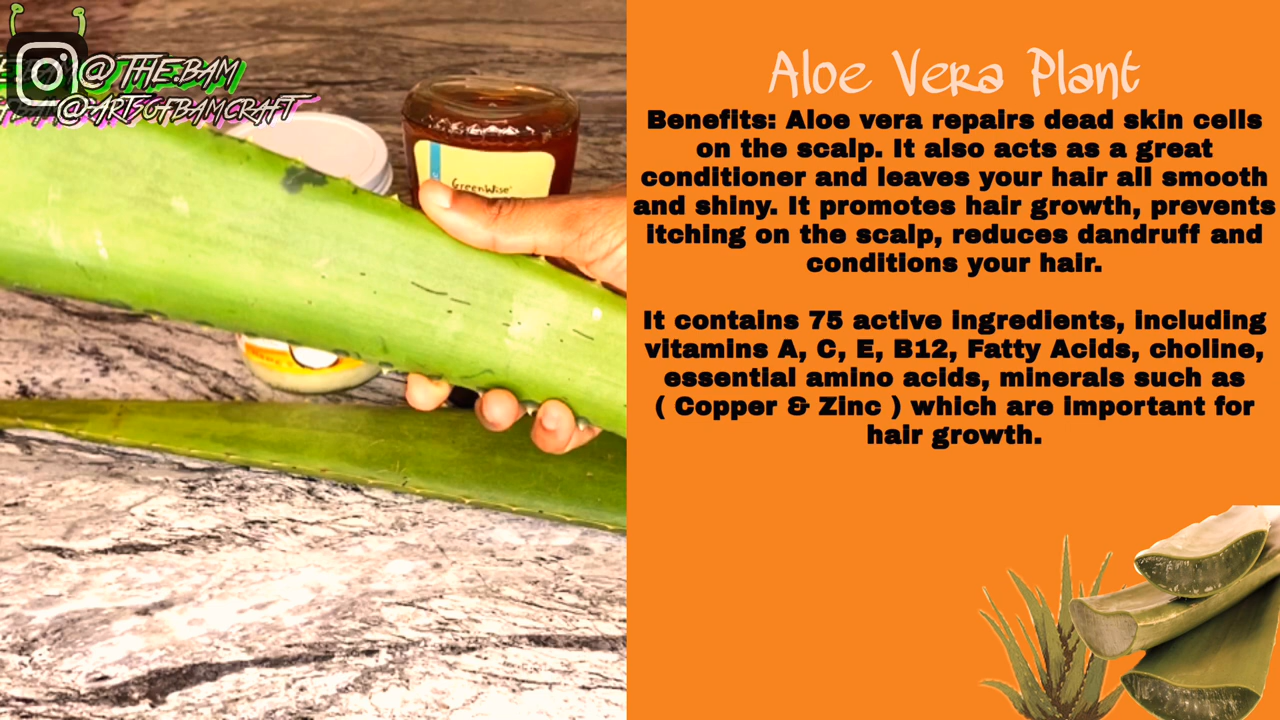 @THE.BAM
@ARTSOFBAMCRAFT
GreenWise
Aloe Vera Plant
Benefits: Aloe vera repairs dead skin cells
on the scalp. It also acts as a great
conditioner and leaves your hair all smooth
and shiny. It promotes hair growth, prevents
itching on the scalp, reduces dandruff and
conditions your hair.
It contains 75 active ingredients, including
vitamins A, C, E, B12, Fatty Acids, choline,
essential amino acids, minerals such as
( Copper & Zinc ) which are important for
hair growth.